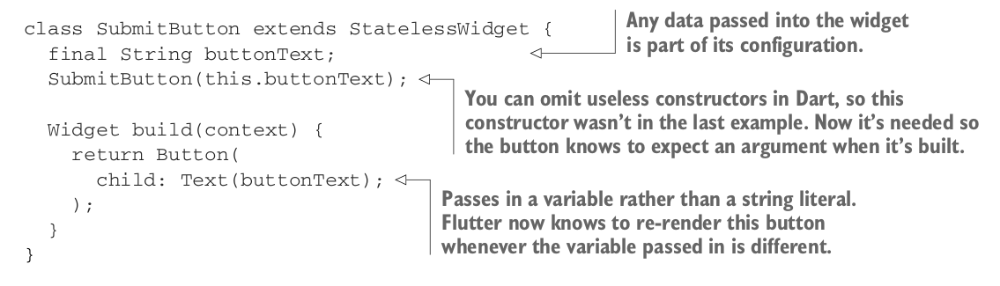 class SubmitButton extends StatelessWidget {
final String buttonText;
SubmitButton(this.buttonText);
Widget build(context) {
return Button(
child: Text(buttonText);
);
}
}
Any data passed into the widget
is part of its configuration.
You can omit useless constructors in Dart, so this
constructor wasn't in the last example. Now it's needed so
the button knows to expect an argument when it's built.
Passes in a variable rather than a string literal.
Flutter now knows to re-render this button
whenever the variable passed in is different.